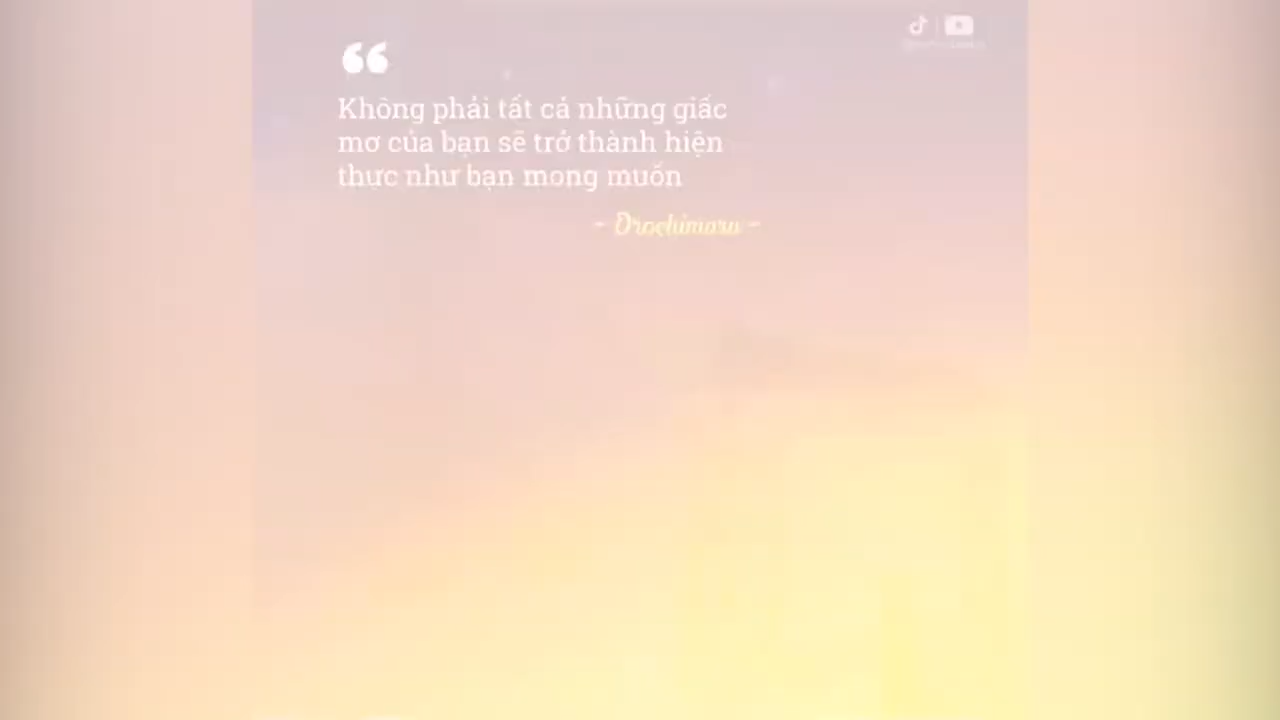 ❝
Không phải tất cả những giấc
mơ của bạn sẽ trở thành hiện
thực như bạn mong muốn
- Orochimaru -